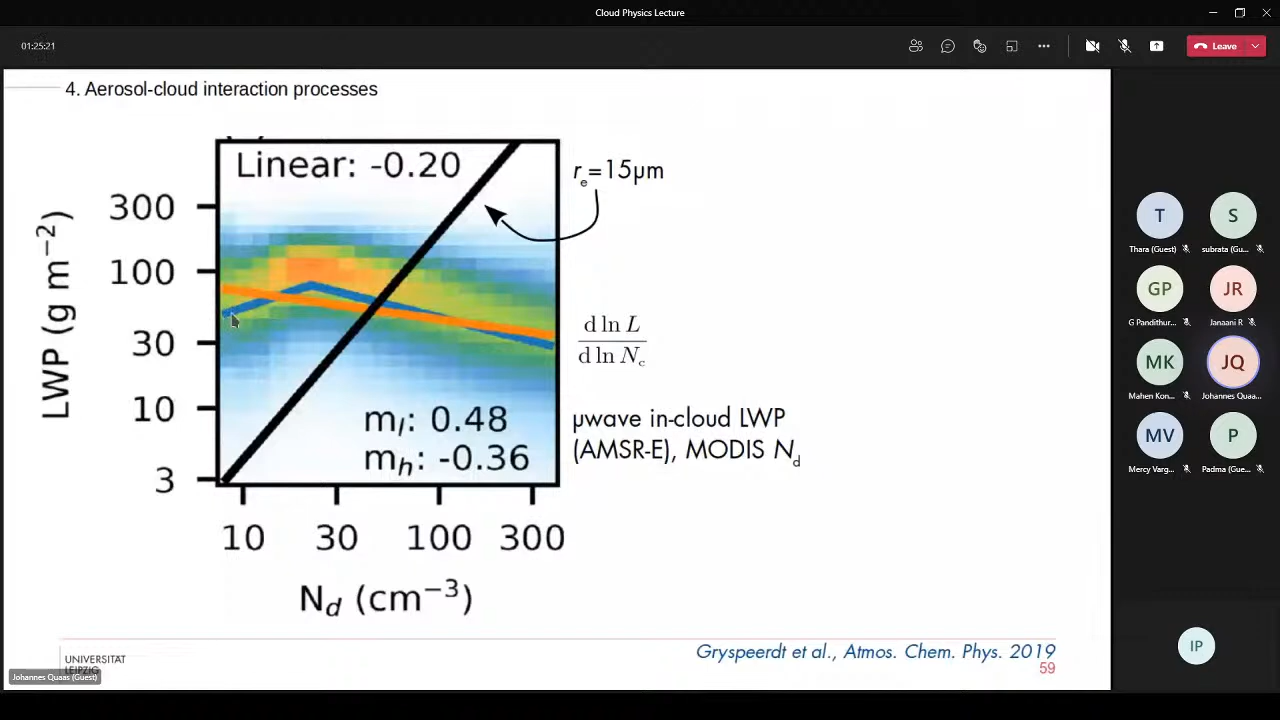 Cloud Physics Lecture
01:25:21
Leave
4. Aerosol-cloud interaction processes
Linear: -0.20
rₑ=15µm
300
100
30
10
3
LWP (g m⁻²)
d ln L
d ln N_c
µwave in-cloud LWP
(AMSR-E), MODIS N_d
m_l: 0.48
m_h: -0.36
10 30 100 300
N_d (cm⁻³)
Gryspeerdt et al., Atmos. Chem. Phys. 2019
59
UNIVERSITAT
LEIPZIG
Johannes Quaas (Guest)
T
Thara (Guest)
S
subrata (Gu...
GP
G Pandithur...
JR
Janaani R
MK
Mahen Kon...
JQ
Johannes Quaa...
MV
Mercy Varg...
P
Padma (Gue...
IP